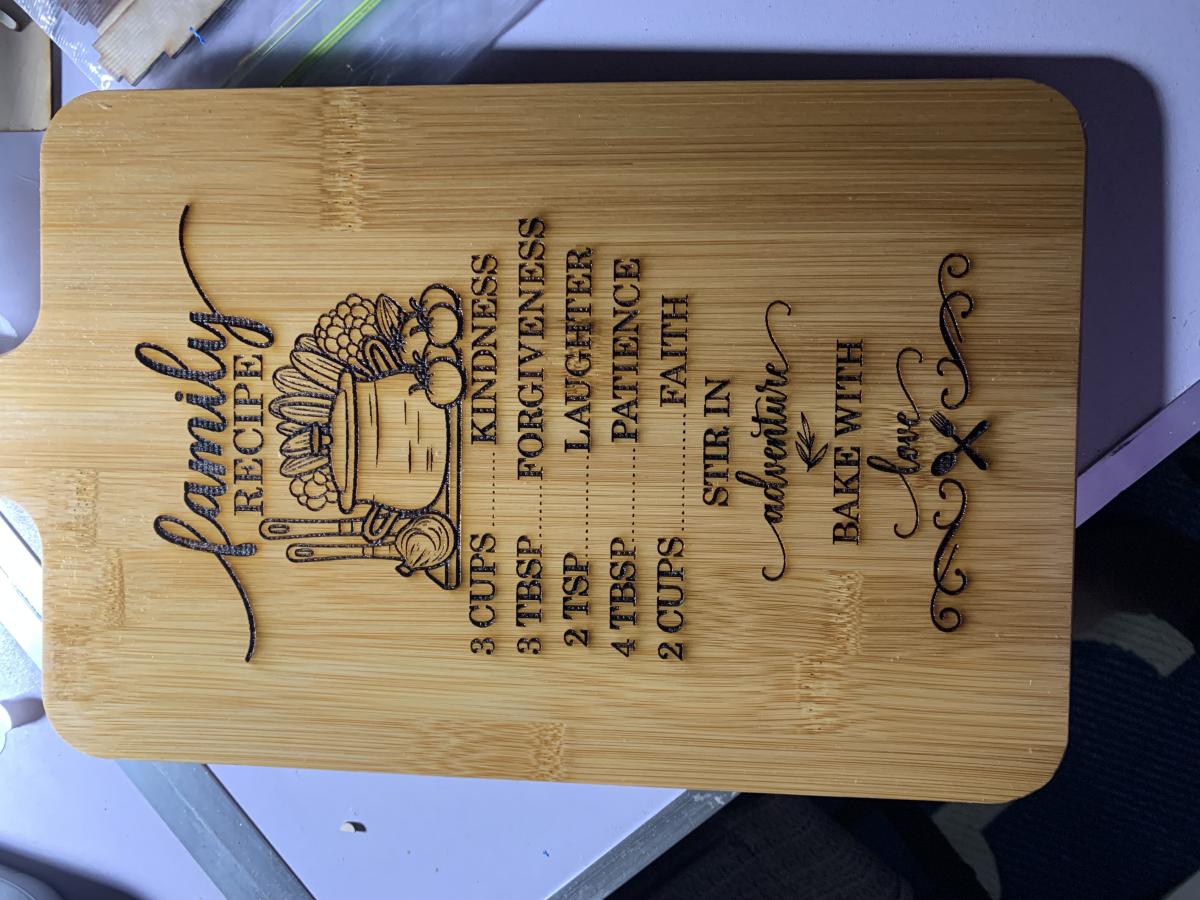 family
RECIPE
3 CUPS ........ KINDNESS
3 TBSP ...... FORGIVENESS
2 TSP ........... LAUGHTER
4 TBSP .......... PATIENCE
2 CUPS .............. FAITH
STIR IN
adventure
BAKE WITH
love